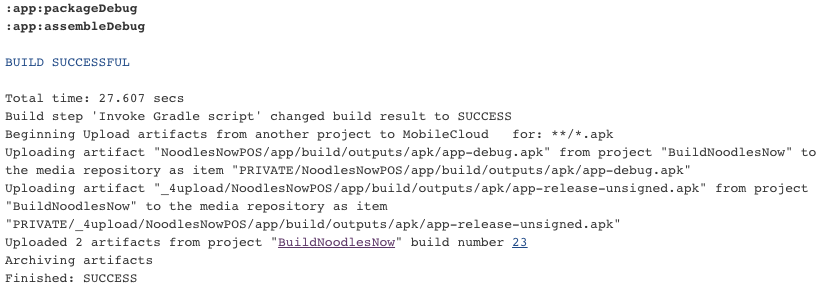 :app:packageDebug
:app:assembleDebug
BUILD SUCCESSFUL
Total time: 27.607 secs
Build step 'Invoke Gradle script' changed build result to SUCCESS
Beginning Upload artifacts from another project to MobileCloud   for: **/*.apk
Uploading artifact "NoodlesNowPOS/app/build/outputs/apk/app-debug.apk" from project "BuildNoodlesNow" to
the media repository as item "PRIVATE/NoodlesNowPOS/app/build/outputs/apk/app-debug.apk"
Uploading artifact "_4upload/NoodlesNowPOS/app/build/outputs/apk/app-release-unsigned.apk" from project
"BuildNoodlesNow" to the media repository as item
"PRIVATE/_4upload/NoodlesNowPOS/app/build/outputs/apk/app-release-unsigned.apk"
Uploaded 2 artifacts from project "BuildNoodlesNow" build number 23
Archiving artifacts
Finished: SUCCESS